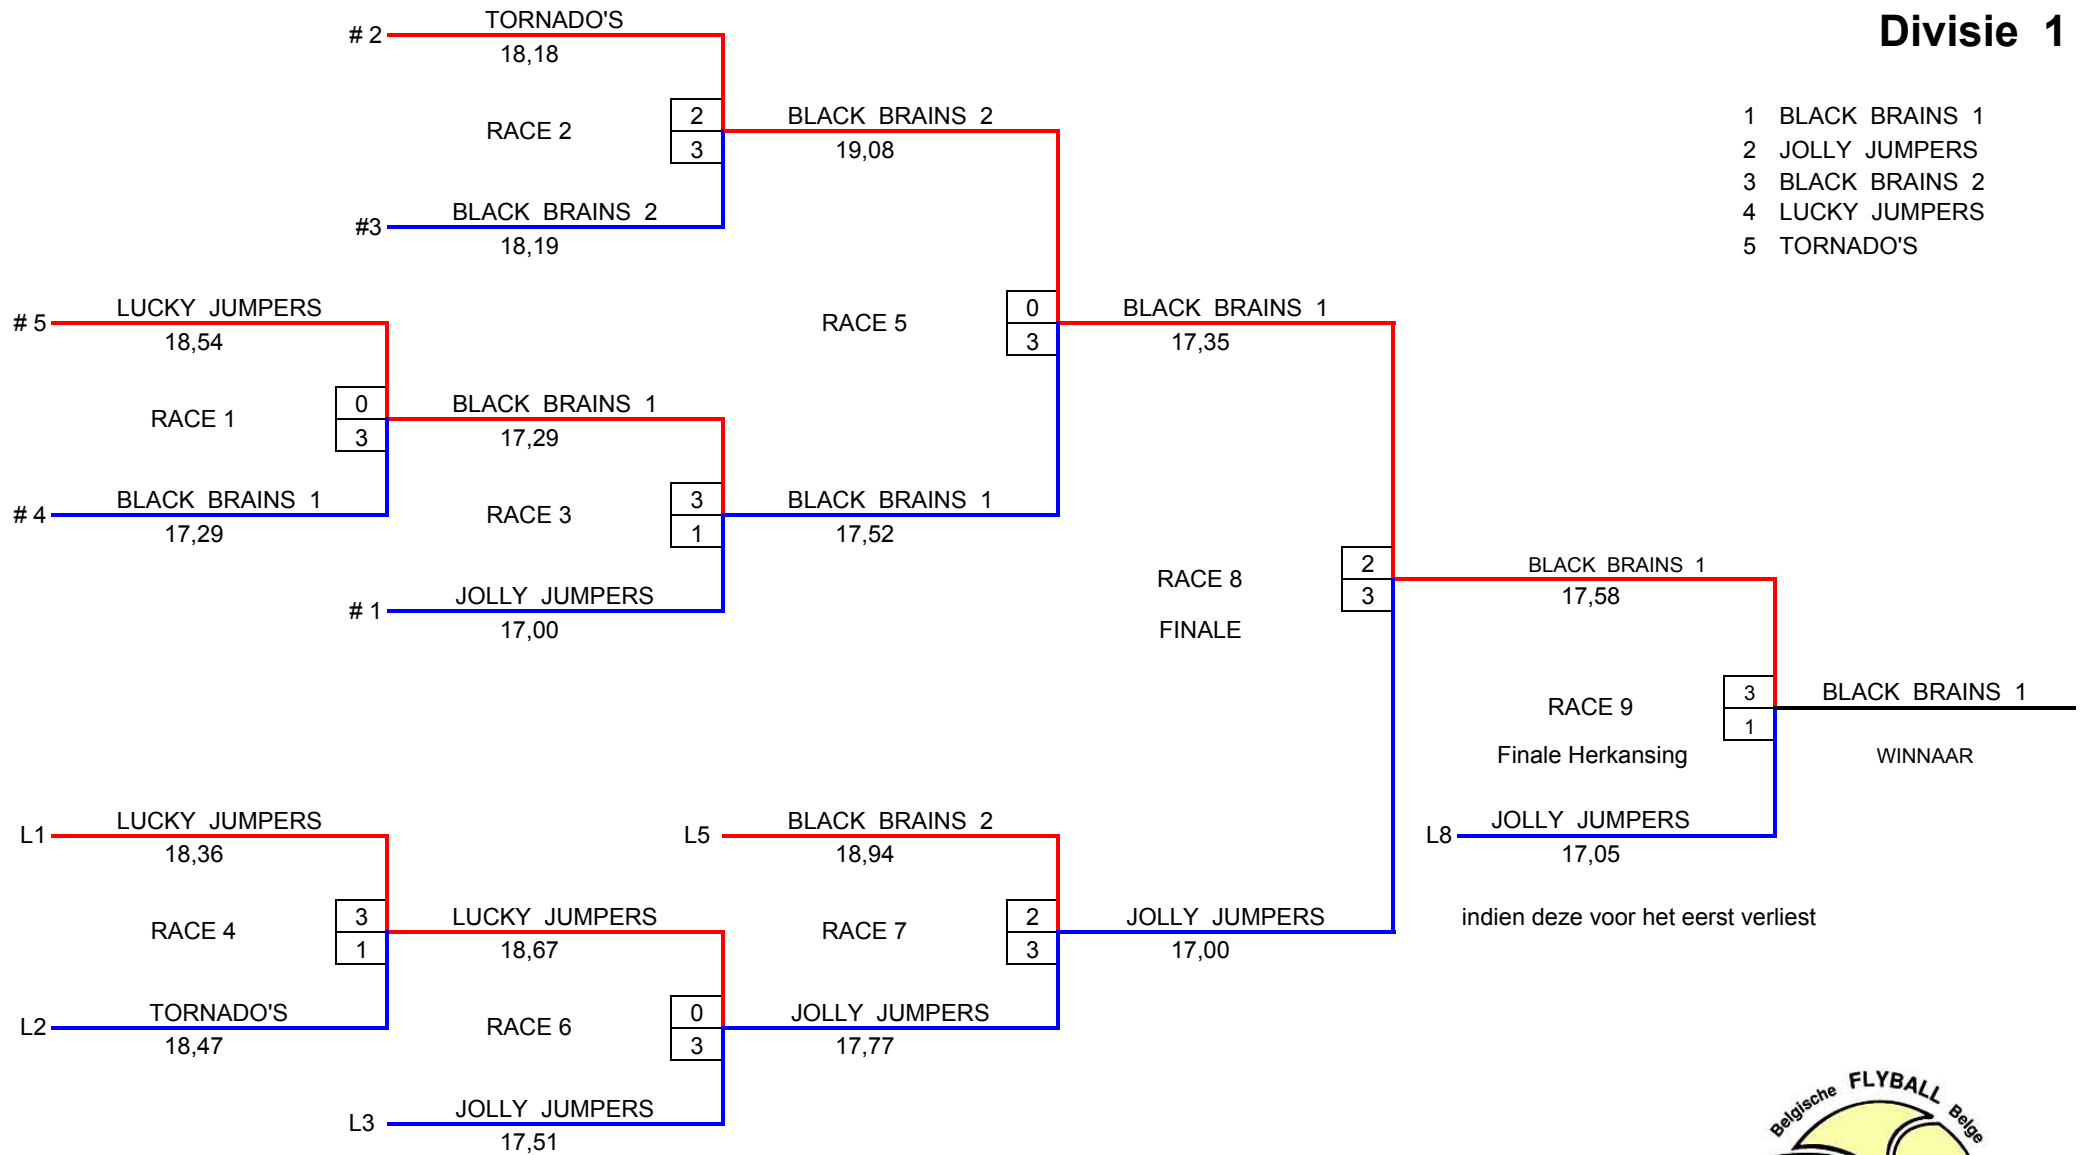 Divisie 1
1 BLACK BRAINS 1
2 JOLLY JUMPERS
3 BLACK BRAINS 2
4 LUCKY JUMPERS
5 TORNADO'S
# 2 TORNADO'S
18,18
RACE 2
2
3
#3 BLACK BRAINS 2
18,19
# 5 LUCKY JUMPERS
18,54
RACE 1
0
3
# 4 BLACK BRAINS 1
17,29
BLACK BRAINS 1
17,29
RACE 3
3
1
# 1 JOLLY JUMPERS
17,00
BLACK BRAINS 2
19,08
RACE 5
0
3
BLACK BRAINS 1
17,52
BLACK BRAINS 1
17,35
RACE 8
FINALE
2
3
BLACK BRAINS 1
17,58
RACE 9
3
1
Finale Herkansing
BLACK BRAINS 1
WINNAAR
L8 JOLLY JUMPERS
17,05
indien deze voor het eerst verliest
L1 LUCKY JUMPERS
18,36
RACE 4
3
1
L2 TORNADO'S
18,47
LUCKY JUMPERS
18,67
RACE 6
0
3
L3 JOLLY JUMPERS
17,51
L5 BLACK BRAINS 2
18,94
RACE 7
2
3
JOLLY JUMPERS
17,77
JOLLY JUMPERS
17,00
Belgische FLYBALL Belge